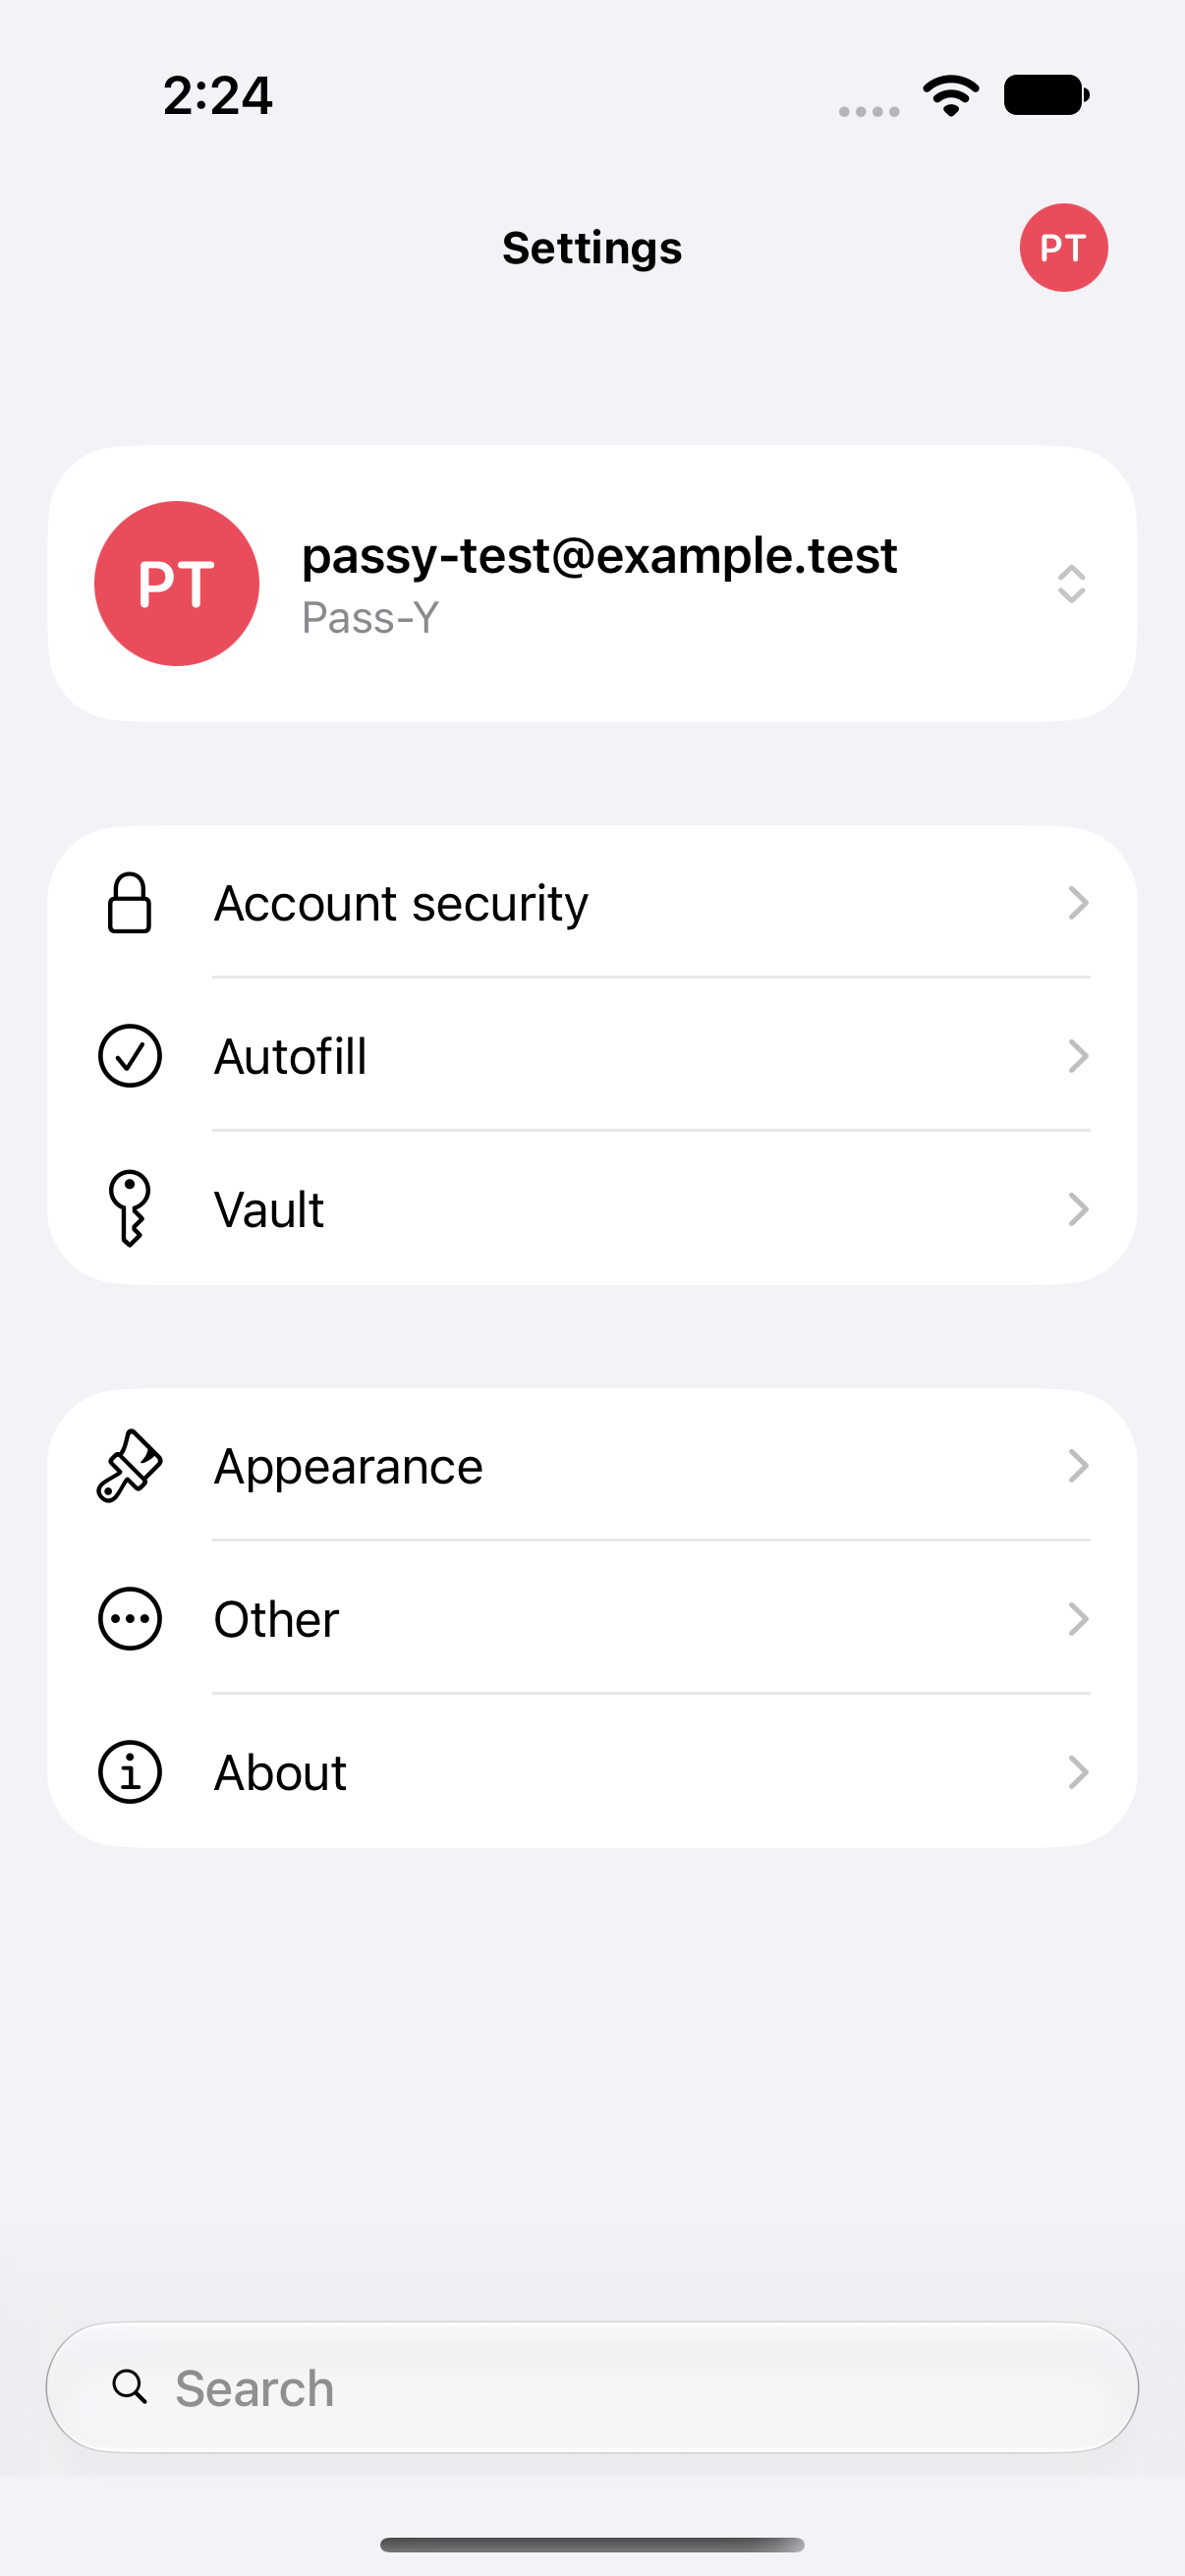 2:24
Settings
PT
PT
passy-test@example.test
Pass-Y
Account security
Autofill
Vault
Appearance
Other
About
Search